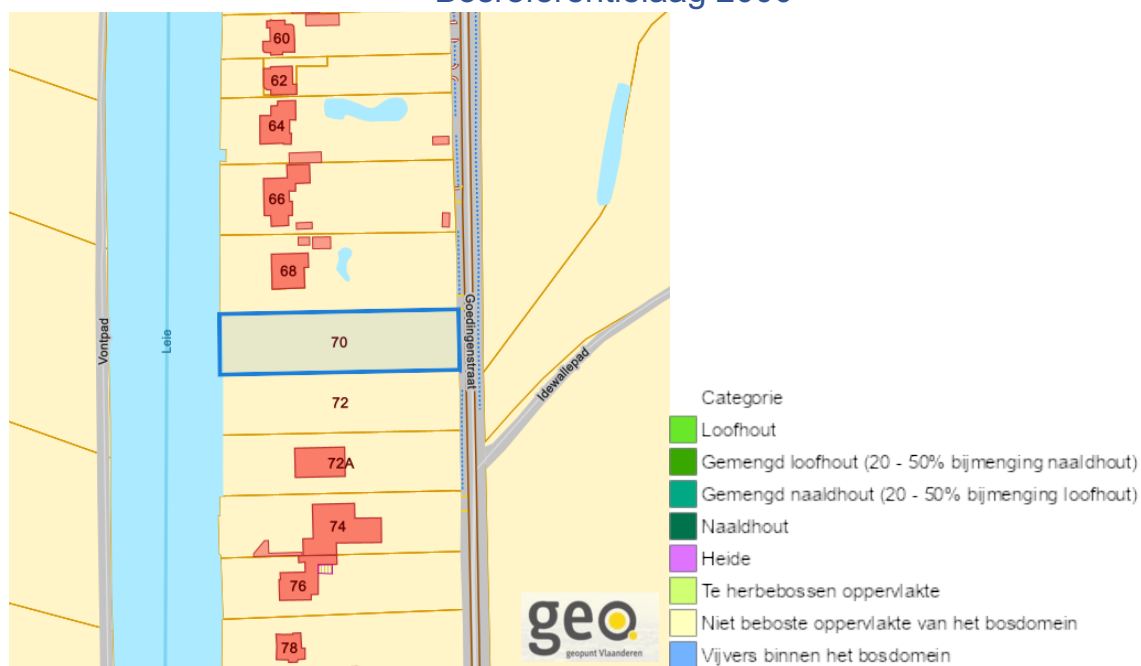 60
62
64
66
68
70
72
72A
74
76
78
Vontpad
Leie
Goedingenstraat
Idewallepad
geo
geopunt Vlaanderen
Categorie
Loofhout
Gemengd loofhout (20 - 50% bijmenging naaldhout)
Gemengd naaldhout (20 - 50% bijmenging loofhout)
Naaldhout
Heide
Te herbebossen oppervlakte
Niet beboste oppervlakte van het bosdomein
Vijvers binnen het bosdomein